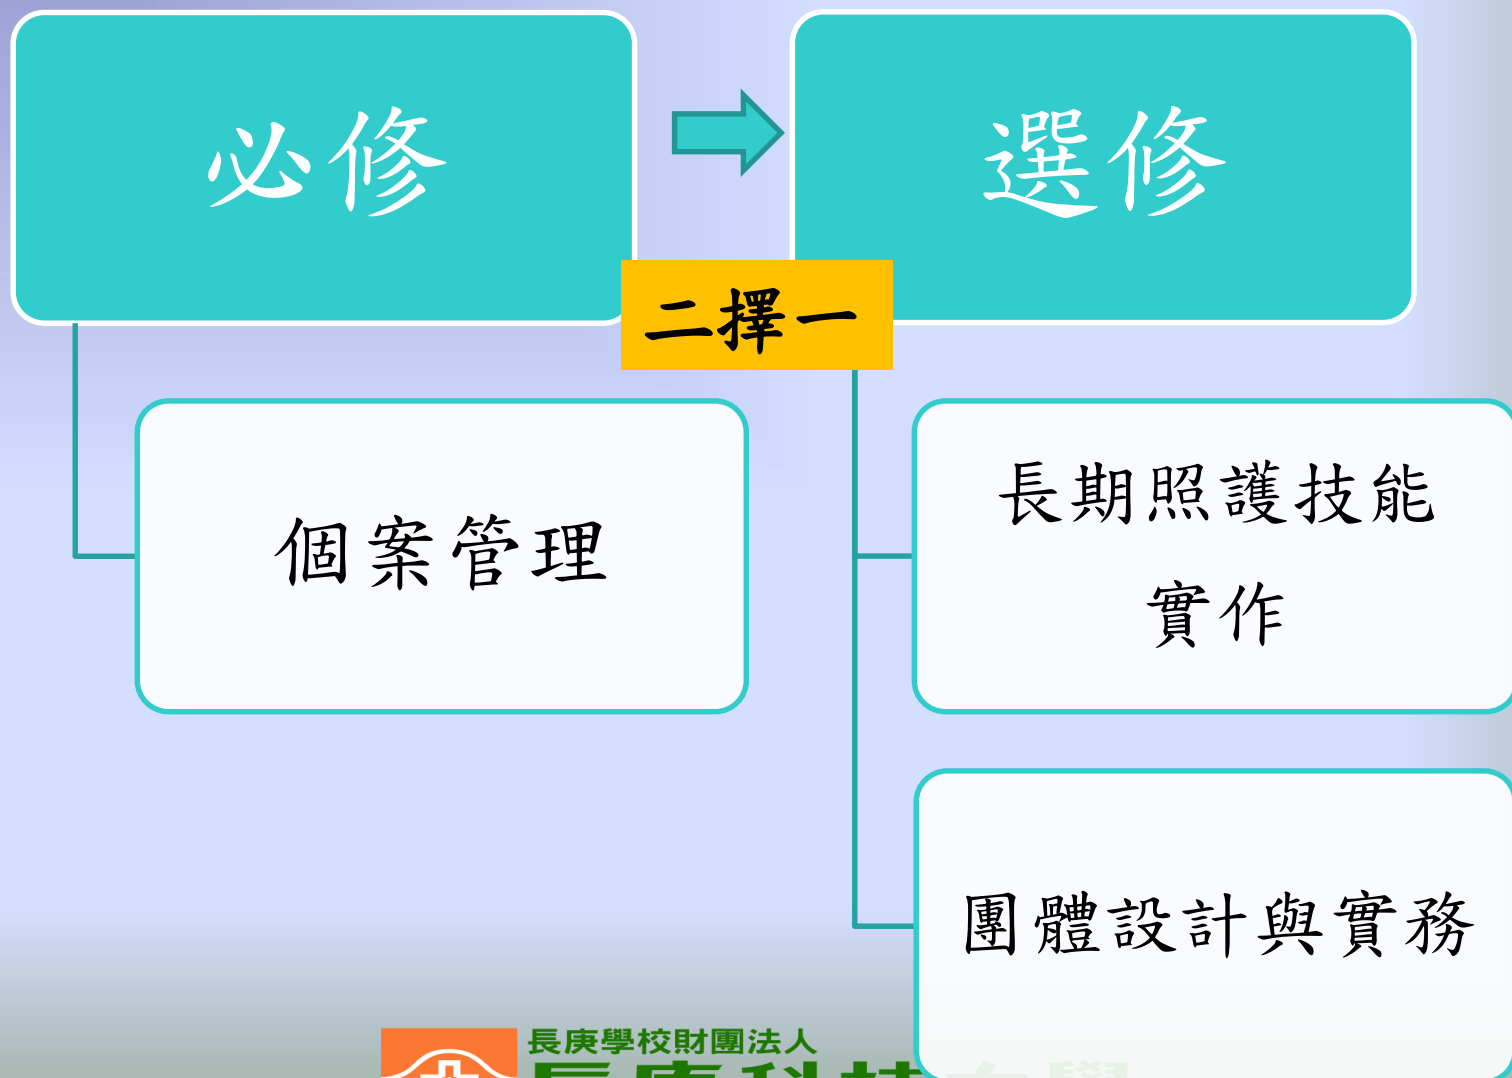 必修
選修
二擇一
個案管理
長期照護技能
實作
團體設計與實務
長庚學校財團法人